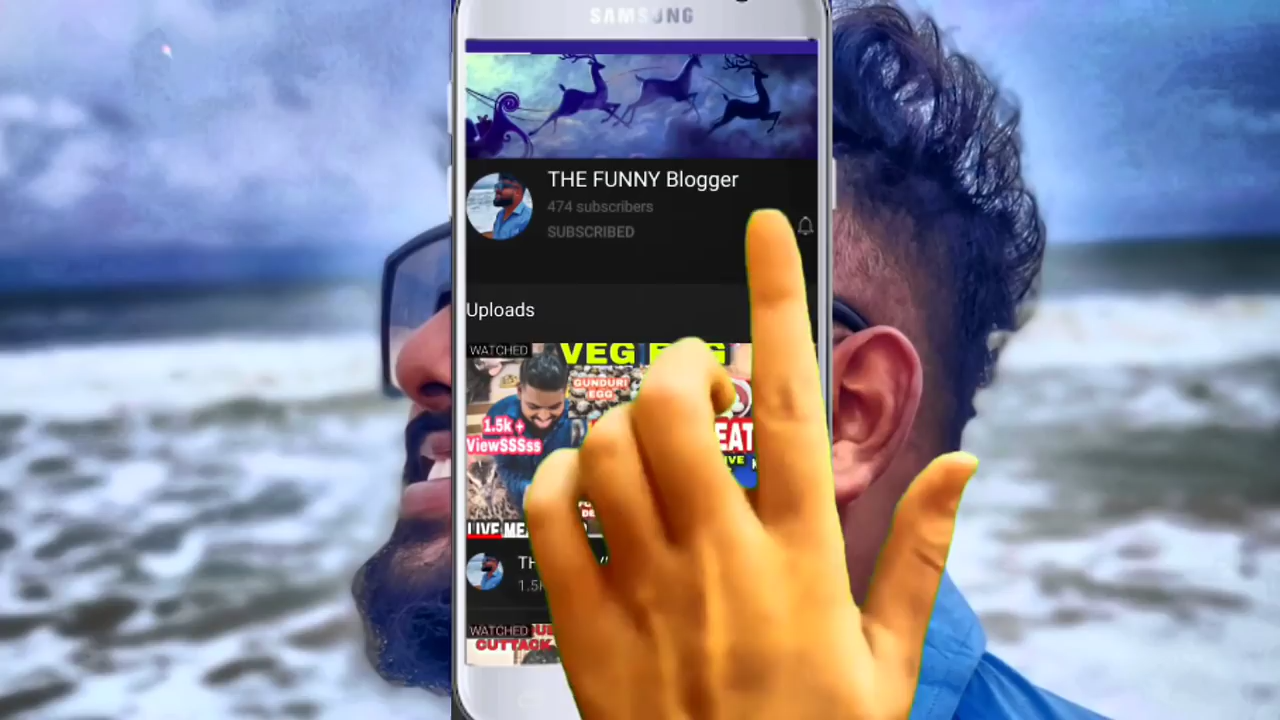 SAMSUNG
THE FUNNY Blogger
474 subscribers
SUBSCRIBED
Uploads
WATCHED
VEG
GUNDURI
EGG
1.5k +
ViewSSSss
EAT
IVE
LIVE
WATCHED
CUTTACK